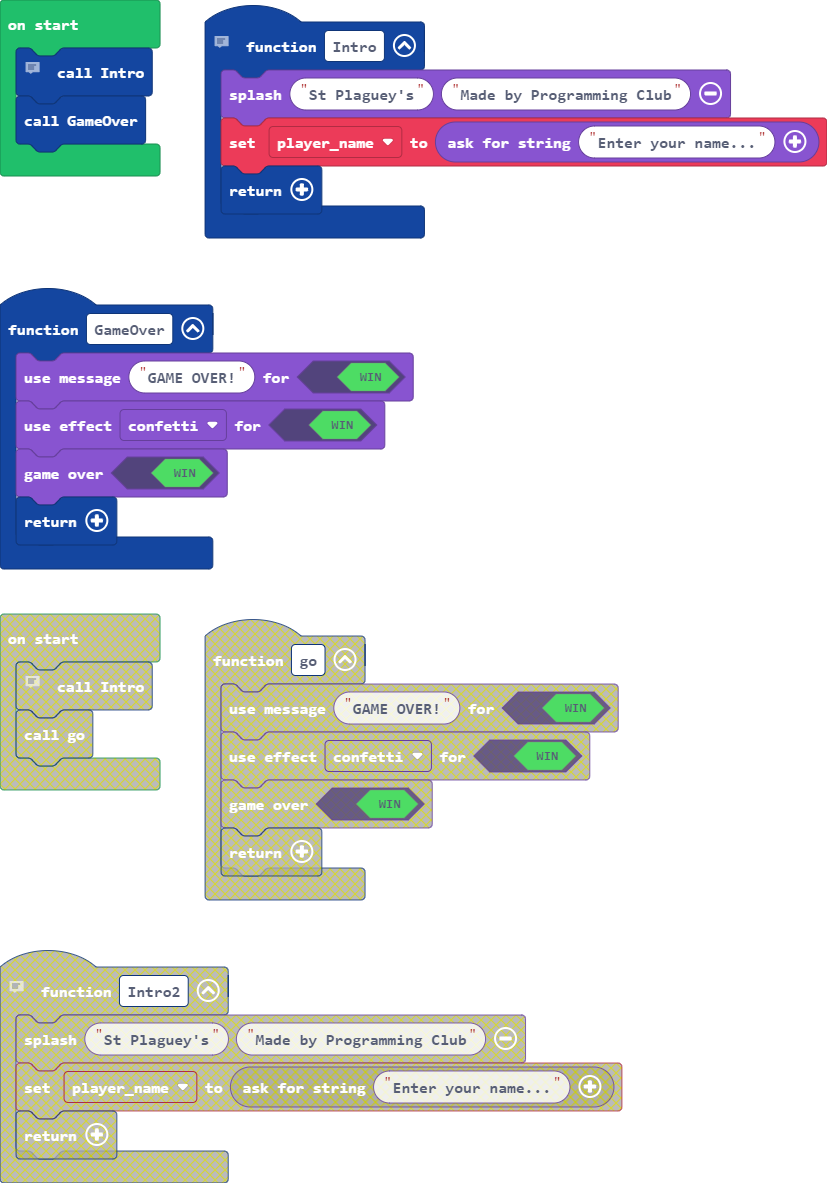 on start
call Intro
call GameOver
function Intro
splash "St Plaguey's" "Made by Programming Club"
set player_name to ask for string "Enter your name..."
return
function GameOver
use message "GAME OVER!" for WIN
use effect confetti for WIN
game over WIN
return
on start
call Intro
call go
function go
use message "GAME OVER!" for WIN
use effect confetti for WIN
game over WIN
return
function Intro2
splash "St Plaguey's" "Made by Programming Club"
set player_name to ask for string "Enter your name..."
return